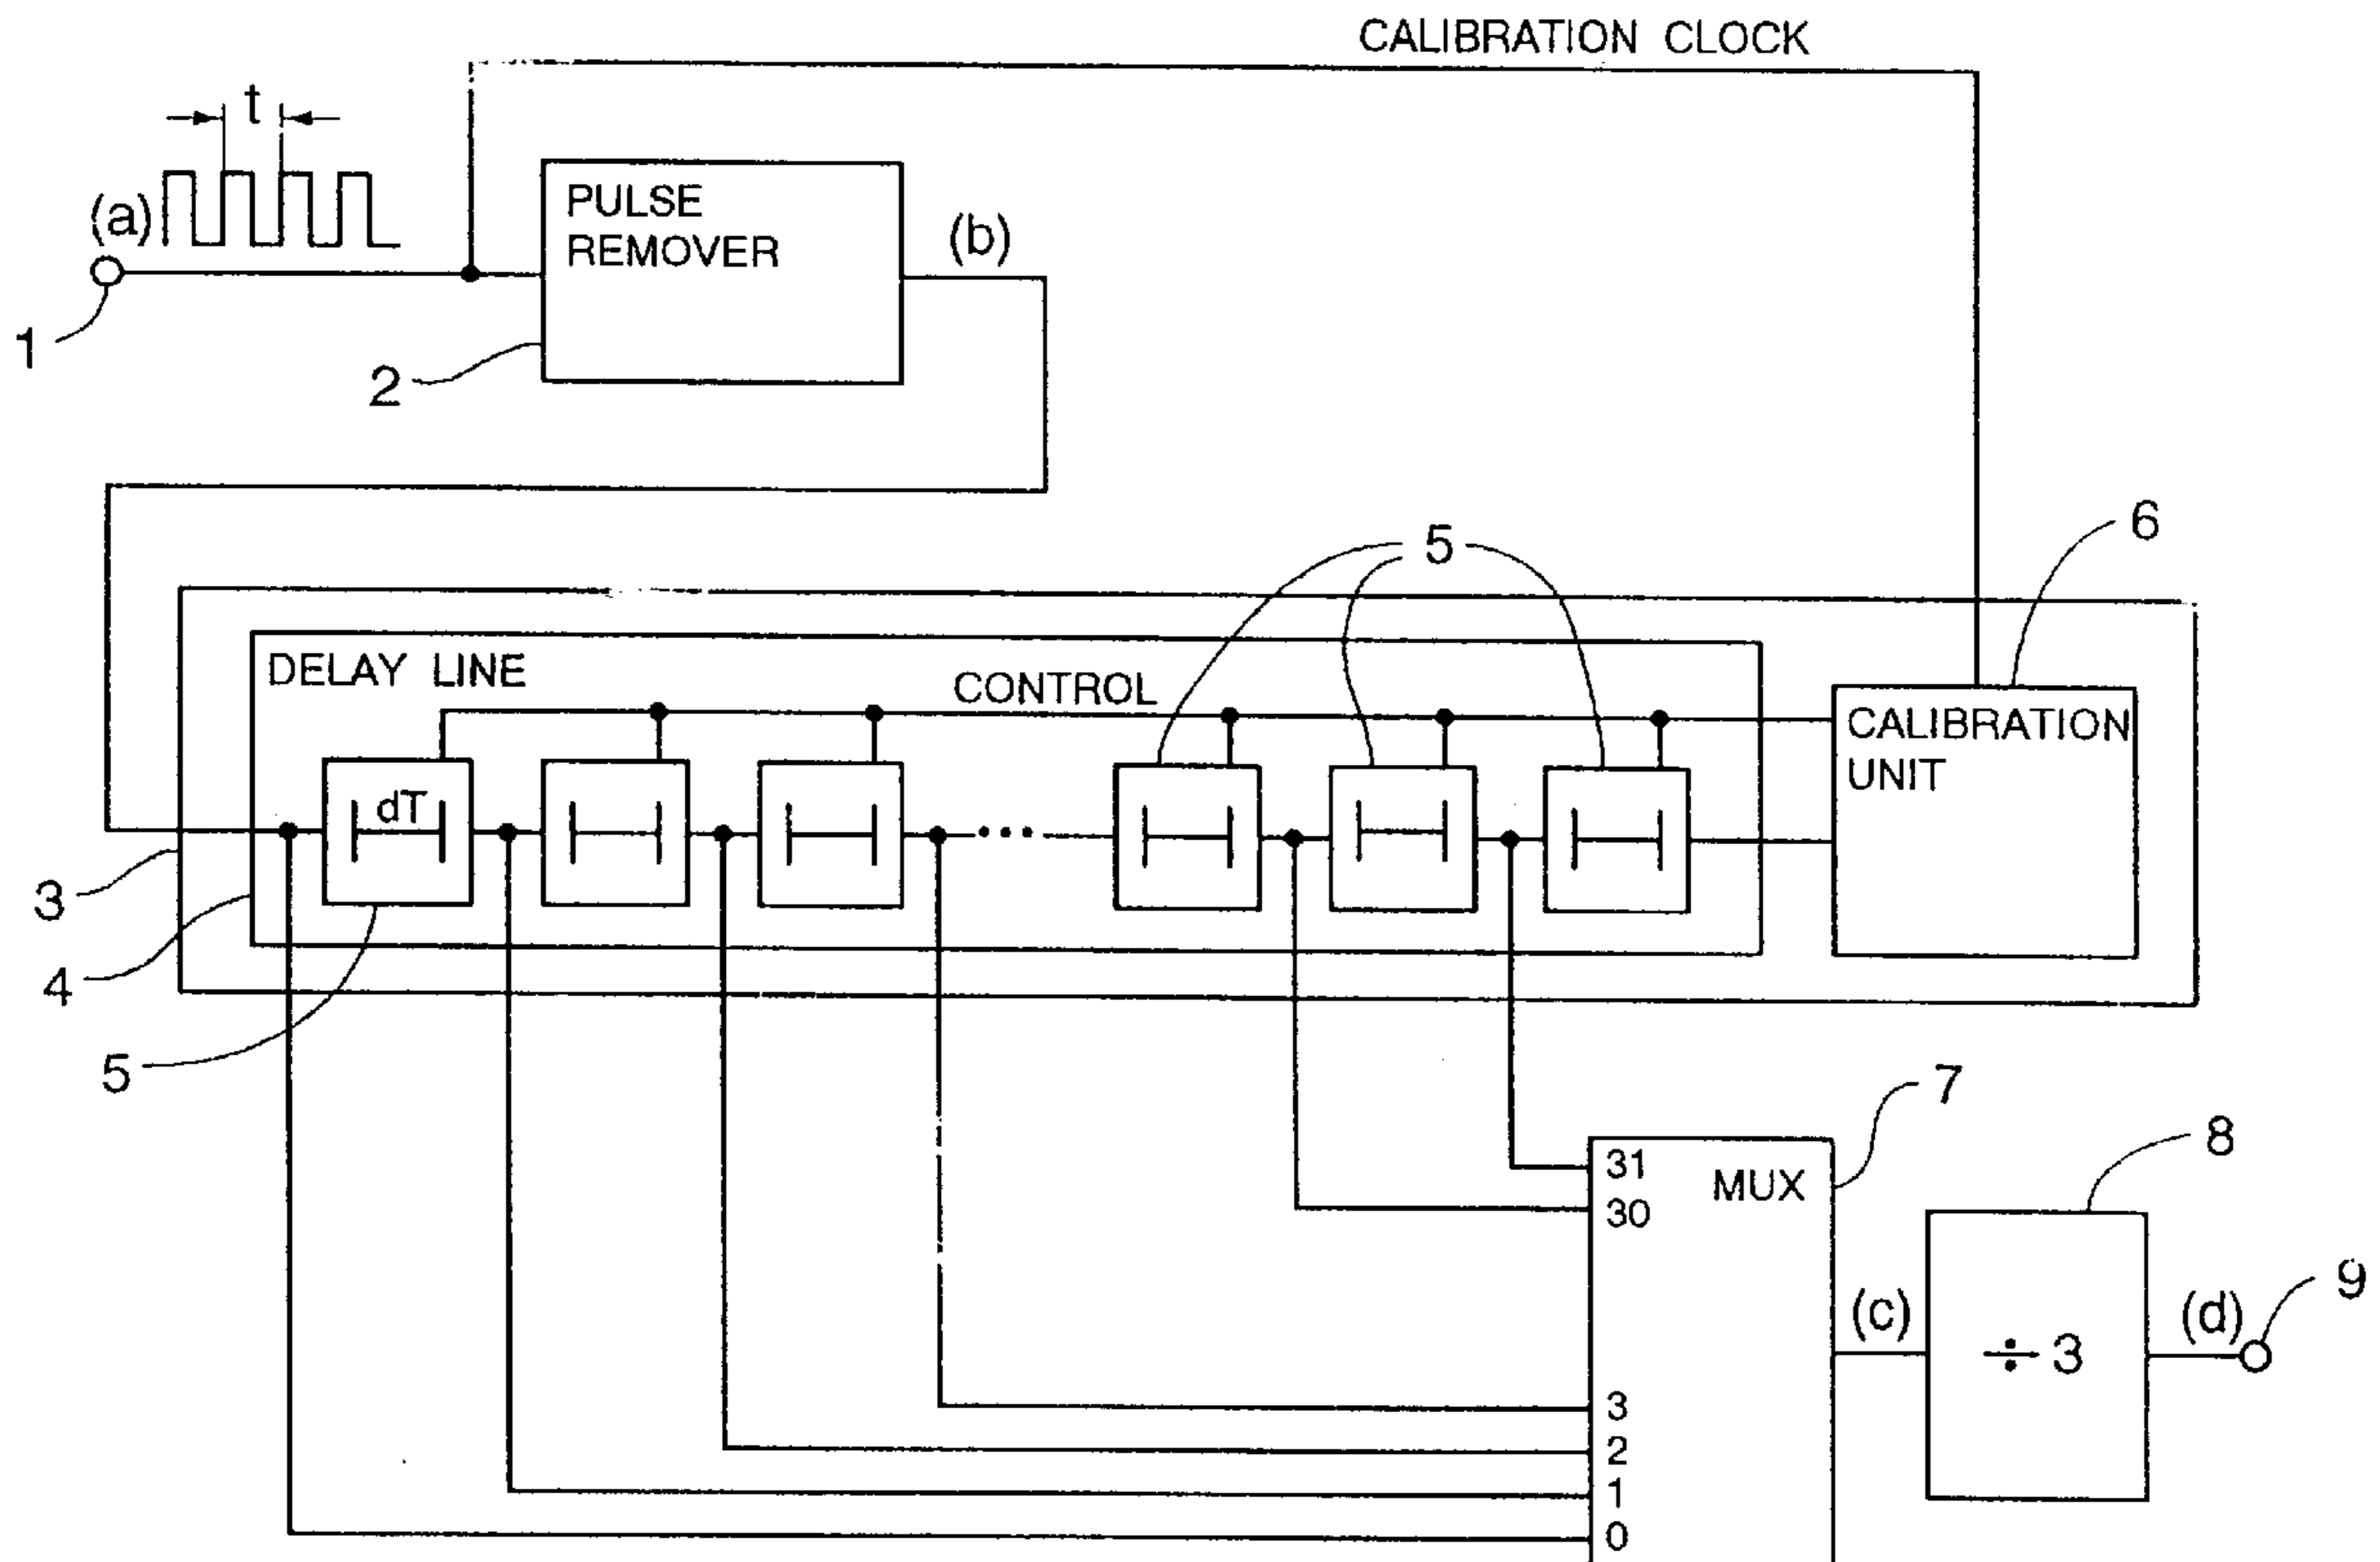 CALIBRATION CLOCK
t
(a)
PULSE
REMOVER
(b)
1
2
5
6
DELAY LINE
CONTROL
CALIBRATION
UNIT
dT
3
4
5
7
8
31
MUX
30
9
(c)
(d)
÷3
3
2
1
0